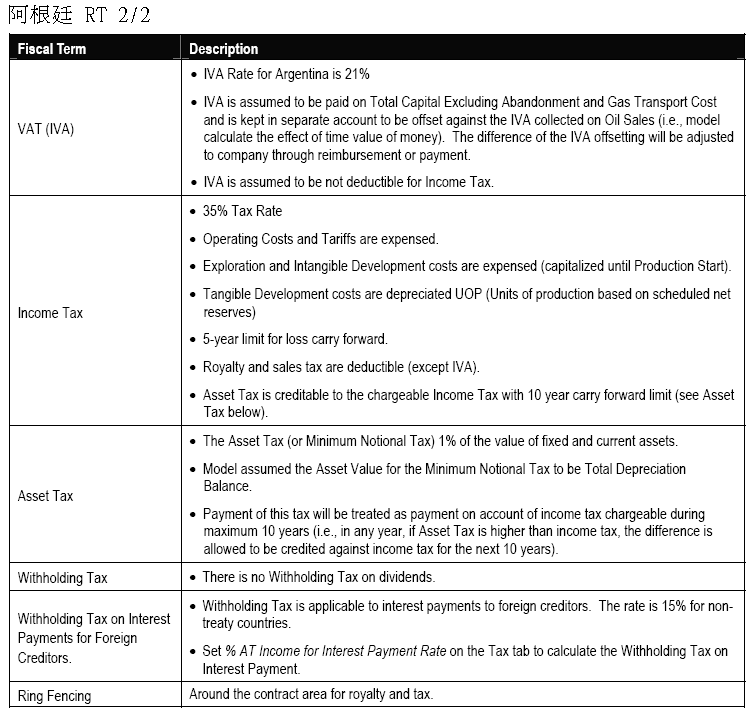 阿根廷 RT 2/2
Fiscal Term
Description
VAT (IVA)
• IVA Rate for Argentina is 21%
• IVA is assumed to be paid on Total Capital Excluding Abandonment and Gas Transport Cost
and is kept in separate account to be offset against the IVA collected on Oil Sales (i.e., model
calculate the effect of time value of money). The difference of the IVA offsetting will be adjusted
to company through reimbursement or payment.
• IVA is assumed to be not deductible for Income Tax.
Income Tax
• 35% Tax Rate
• Operating Costs and Tariffs are expensed.
• Exploration and Intangible Development costs are expensed (capitalized until Production Start).
• Tangible Development costs are depreciated UOP (Units of production based on scheduled net
reserves)
• 5-year limit for loss carry forward.
• Royalty and sales tax are deductible (except IVA).
• Asset Tax is creditable to the chargeable Income Tax with 10 year carry forward limit (see Asset
Tax below).
Asset Tax
• The Asset Tax (or Minimum Notional Tax) 1% of the value of fixed and current assets.
• Model assumed the Asset Value for the Minimum Notional Tax to be Total Depreciation
Balance.
• Payment of this tax will be treated as payment on account of income tax chargeable during
maximum 10 years (i.e., in any year, if Asset Tax is higher than income tax, the difference is
allowed to be credited against income tax for the next 10 years).
Withholding Tax
• There is no Withholding Tax on dividends.
Withholding Tax on Interest
Payments for Foreign
Creditors.
• Withholding Tax is applicable to interest payments to foreign creditors. The rate is 15% for non-
treaty countries.
• Set % AT Income for Interest Payment Rate on the Tax tab to calculate the Withholding Tax on
Interest Payment.
Ring Fencing
Around the contract area for royalty and tax.